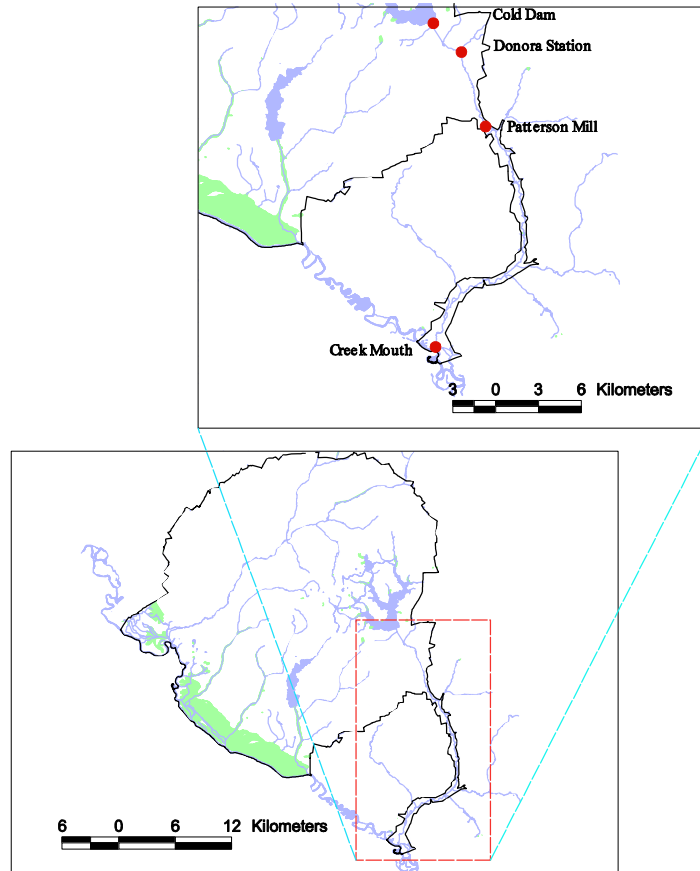 Cold Dam
Donora Station
Patterson Mill
Creek Mouth
3 0 3 6 Kilometers
6 0 6 12 Kilometers